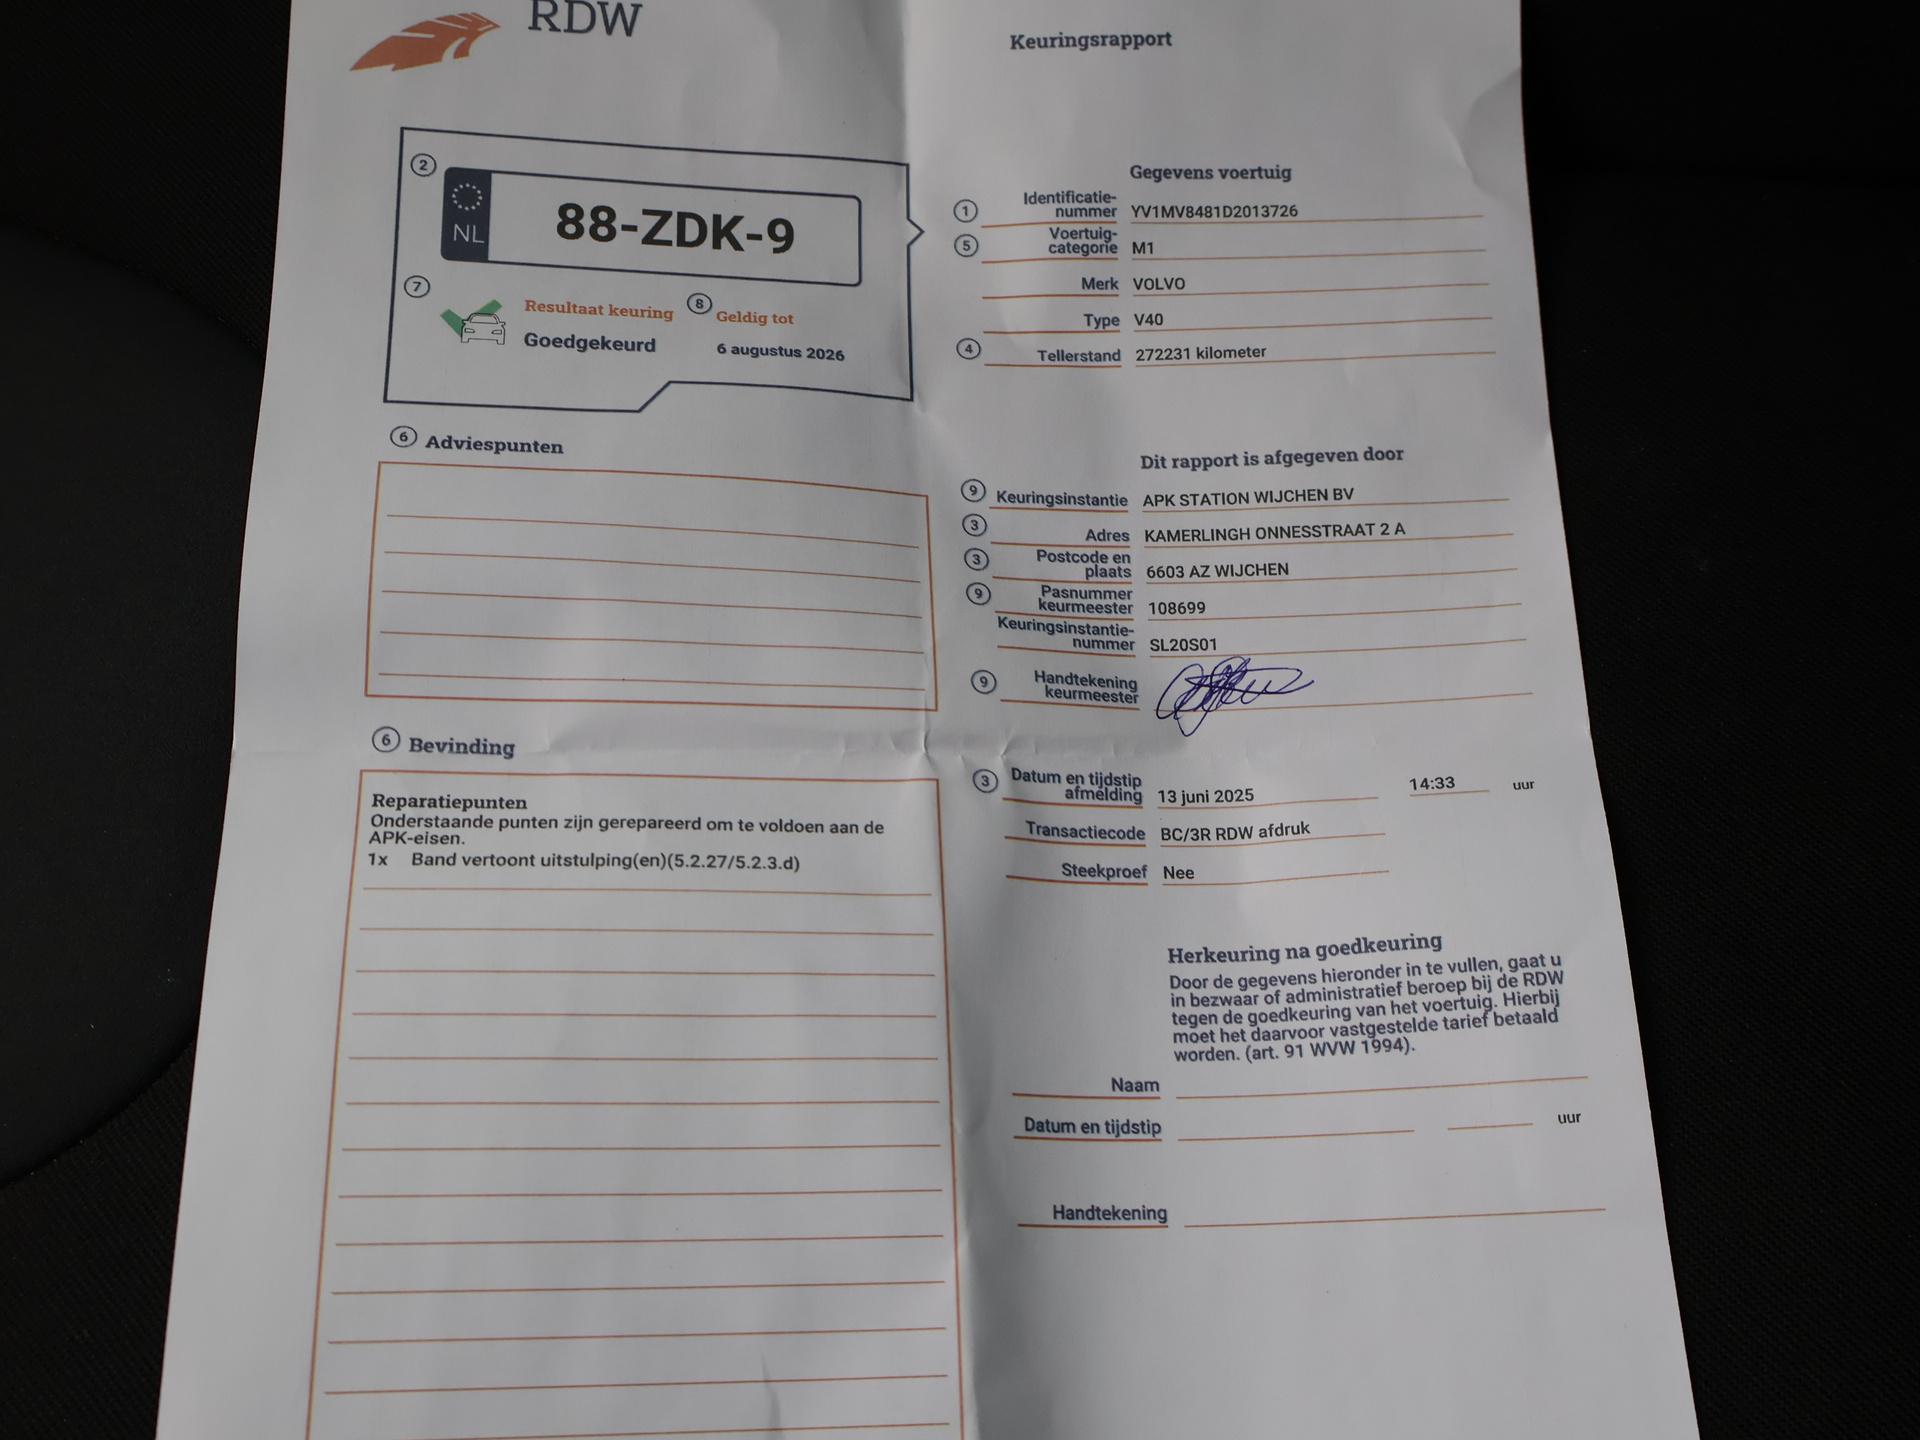 RDW
Keuringsrapport
2
NL
88-ZDK-9
7
Resultaat keuring
Goedgekeurd
8
Geldig tot
6 augustus 2026
Gegevens voertuig
1
Identificatie-
nummer YV1MV8481D2013726
5
Voertuig-
categorie M1
Merk VOLVO
Type V40
4
Tellerstand 272231 kilometer
6 Adviespunten
Dit rapport is afgegeven door
9 Keuringsinstantie APK STATION WIJCHEN BV
3 Adres KAMERLINGH ONNESSTRAAT 2 A
3 Postcode en
plaats 6603 AZ WIJCHEN
9 Pasnummer
keurmeester 108699
Keuringsinstantie-
nummer SL20S01
9 Handtekening
keurmeester
6 Bevinding
Reparatiepunten
Onderstaande punten zijn gerepareerd om te voldoen aan de
APK-eisen.
1x Band vertoont uitstulping(en)(5.2.27/5.2.3.d)
3 Datum en tijdstip
afmelding 13 juni 2025 14:33 uur
Transactiecode BC/3R RDW afdruk
Steekproef Nee
Herkeuring na goedkeuring
Door de gegevens hieronder in te vullen, gaat u
in bezwaar of administratief beroep bij de RDW
tegen de goedkeuring van het voertuig. Hierbij
moet het daarvoor vastgestelde tarief betaald
worden. (art. 91 WVW 1994).
Naam
Datum en tijdstip uur
Handtekening